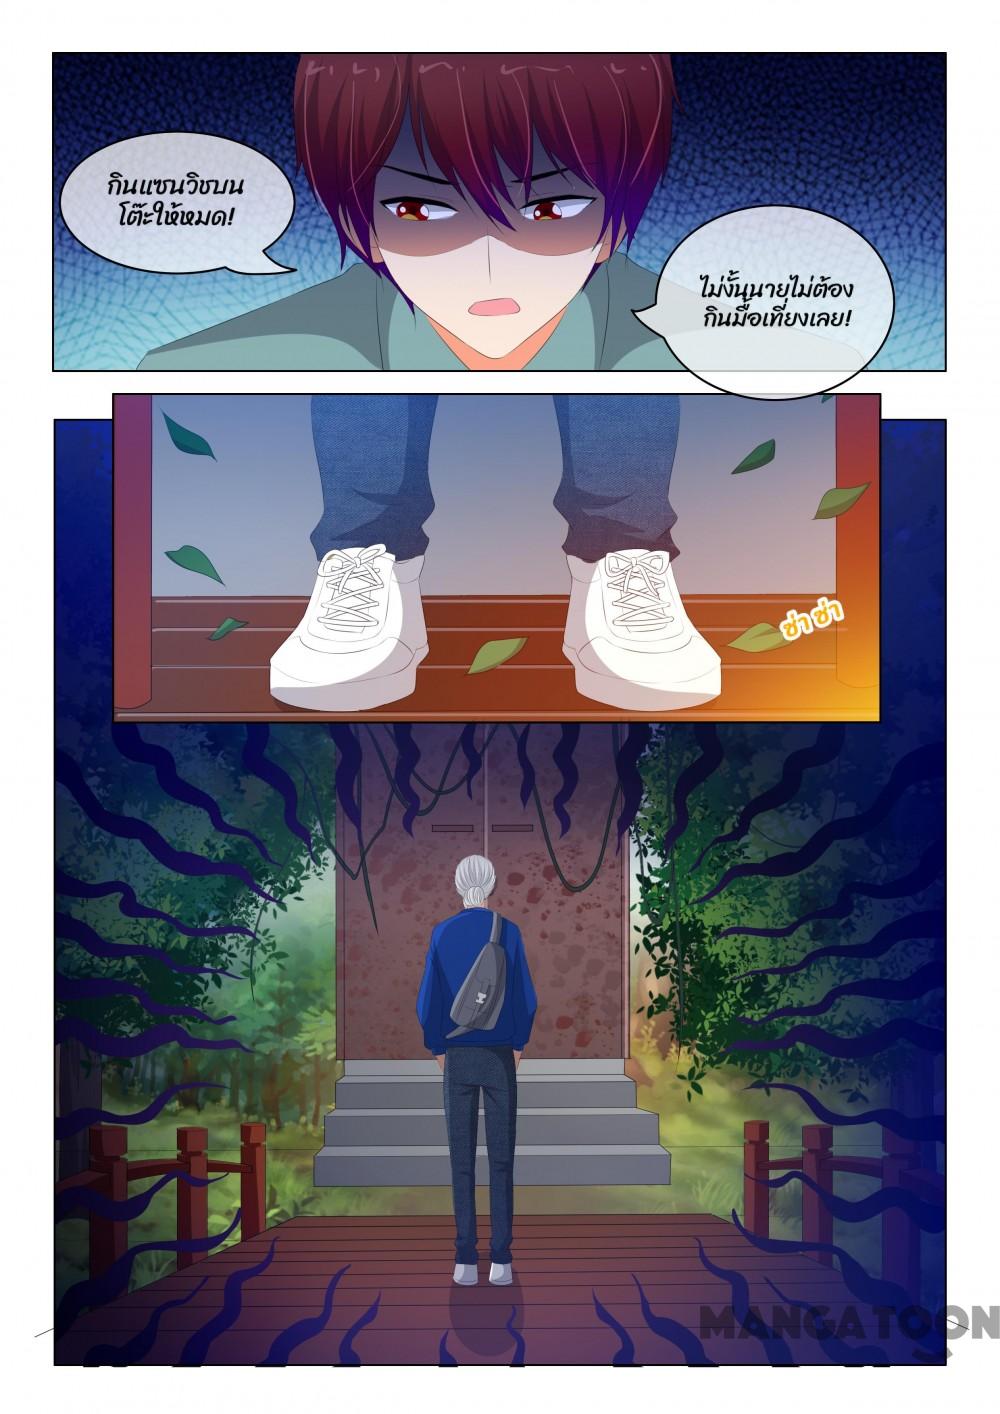 กินแซนวิชบน
โต๊ะให้หมด!
ไม่งั้นนายไม่ต้อง
กินมื้อเที่ยงเลย!
ซ่า ซ่า
MANGATOON